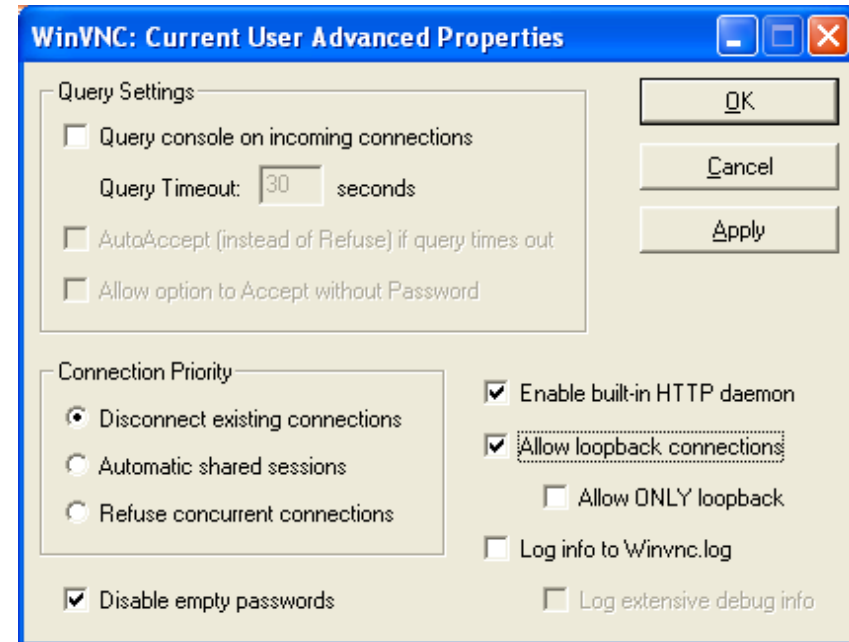 WinVNC: Current User Advanced Properties
Query Settings
Query console on incoming connections
Query Timeout: 30 seconds
AutoAccept (instead of Refuse) if query times out
Allow option to Accept without Password
OK
Cancel
Apply
Connection Priority
Disconnect existing connections
Automatic shared sessions
Refuse concurrent connections
Disable empty passwords
Enable built-in HTTP daemon
Allow loopback connections
Allow ONLY loopback
Log info to Winvnc.log
Log extensive debug info